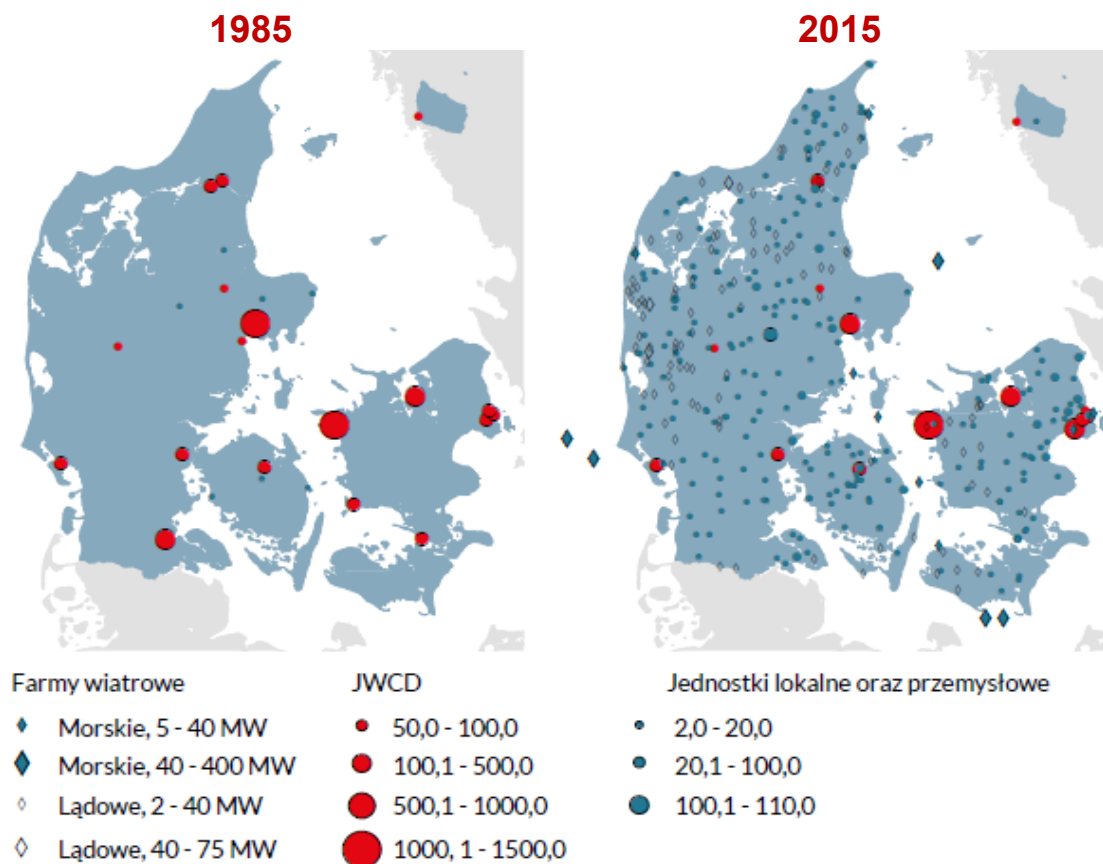 1985
2015
Farmy wiatrowe
Morskie, 5 - 40 MW
Morskie, 40 - 400 MW
Lądowe, 2 - 40 MW
Lądowe, 40 - 75 MW
JWCD
50,0 - 100,0
100,1 - 500,0
500,1 - 1000,0
1000, 1 - 1500,0
Jednostki lokalne oraz przemysłowe
2,0 - 20,0
20,1 - 100,0
100,1 - 110,0